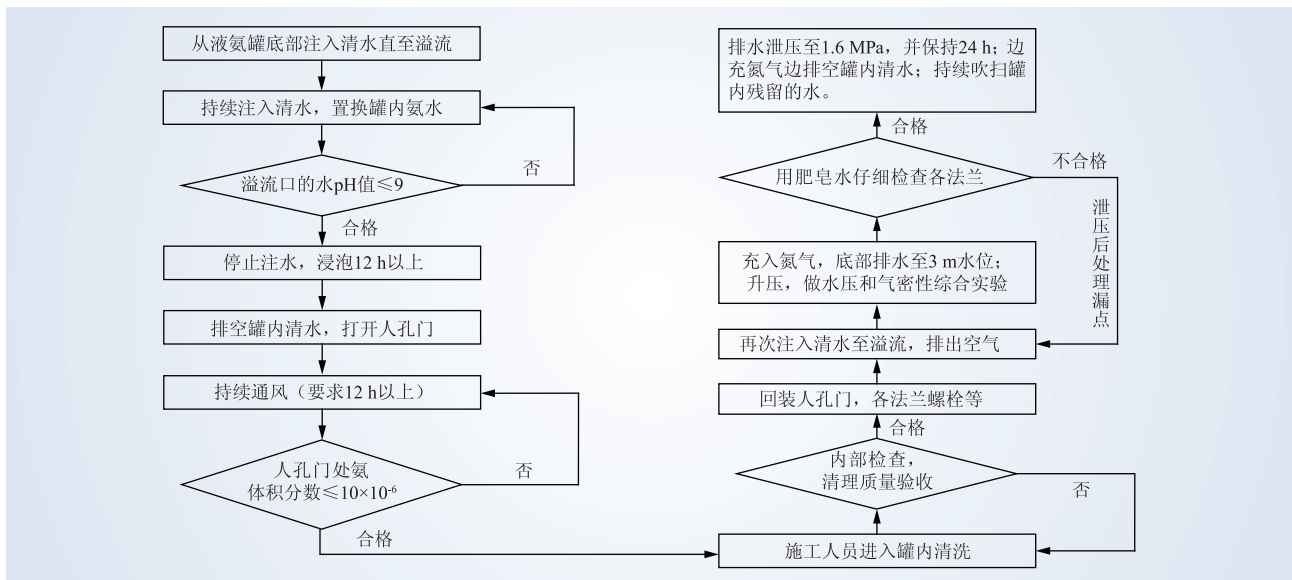 从液氨罐底部注入清水直至溢流
持续注入清水，置换罐内氨水
否
溢流口的水pH值≤9
合格
停止注水，浸泡12 h以上
排空罐内清水，打开人孔门
持续通风（要求12 h以上）
人孔门处氨
体积分数≤10×10⁻⁶
否
合格
施工人员进入罐内清洗
内部检查，
清理质量验收
否
合格
回装人孔门，各法兰螺栓等
再次注入清水至溢流，排出空气
充入氮气，底部排水至3 m水位；
升压，做水压和气密性综合实验
用肥皂水仔细检查各法兰
不合格
泄压后处理漏点
合格
排水泄压至1.6 MPa，并保持24 h；边
充氮气边排空罐内清水；持续吹扫罐
内残留的水。